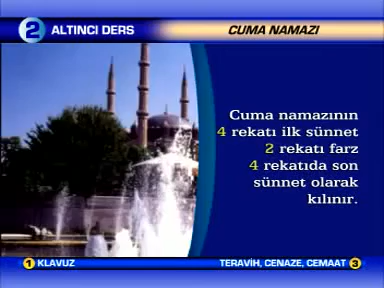 2 ALTINCI DERS
CUMA NAMAZI
Cuma namazının
4 rekatı ilk sünnet
2 rekatı farz
4 rekatıda son
sünnet olarak
kılınır.
1 KLAVUZ
TERAVİH, CENAZE, CEMAAT 3